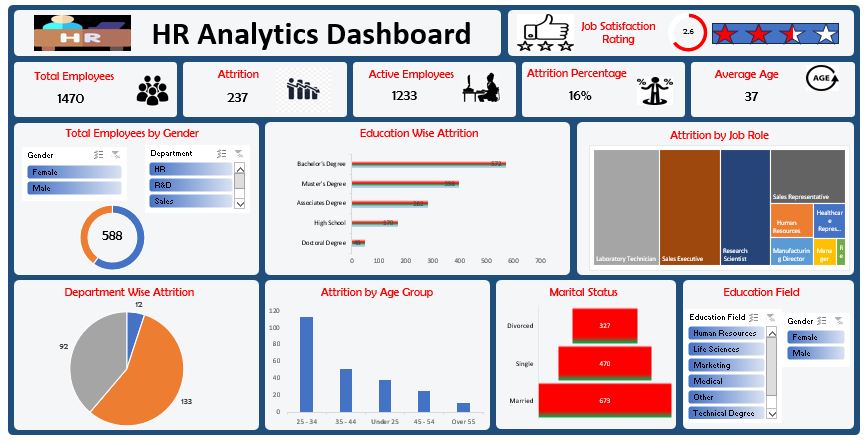 HR
HR Analytics Dashboard
Job Satisfaction
Rating
2.6
Total Employees
1470
Attrition
237
Active Employees
1233
Attrition Percentage
16%
% %
Average Age
37
AGE
Total Employees by Gender
Gender
Female
Male
Department
HR
R&D
Sales
588
Education Wise Attrition
Bachelor's Degree
572
Master's Degree
398
Associates Degree
282
High School
170
Doctoral Degree
48
0 100 200 300 400 500 600 700
Attrition by Job Role
Laboratory Technician
Sales Executive
Research
Scientist
Sales Representative
Human
Resources
Healthcar
e
Repres...
Manufacturin
g Director
Mana
ger
R
e
Department Wise Attrition
12
92
133
Attrition by Age Group
120
100
80
60
40
20
0
25 - 34 35 - 44 Under 25 45 - 54 Over 55
Marital Status
Divorced
327
Single
470
Married
673
Education Field
Education Field
Human Resources
Life Sciences
Marketing
Medical
Other
Technical Degree
Gender
Female
Male